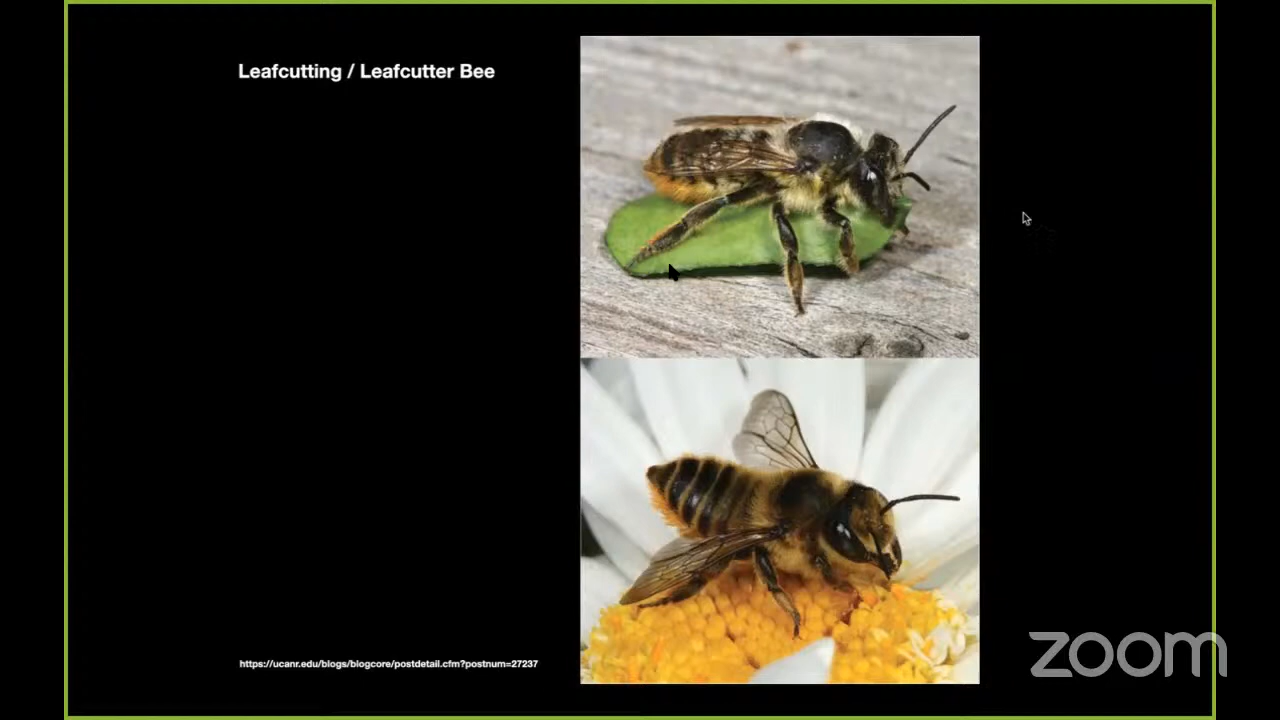 Leafcutting / Leafcutter Bee
https://ucanr.edu/blogs/blogcore/postdetail.cfm?postnum=27237
zoom